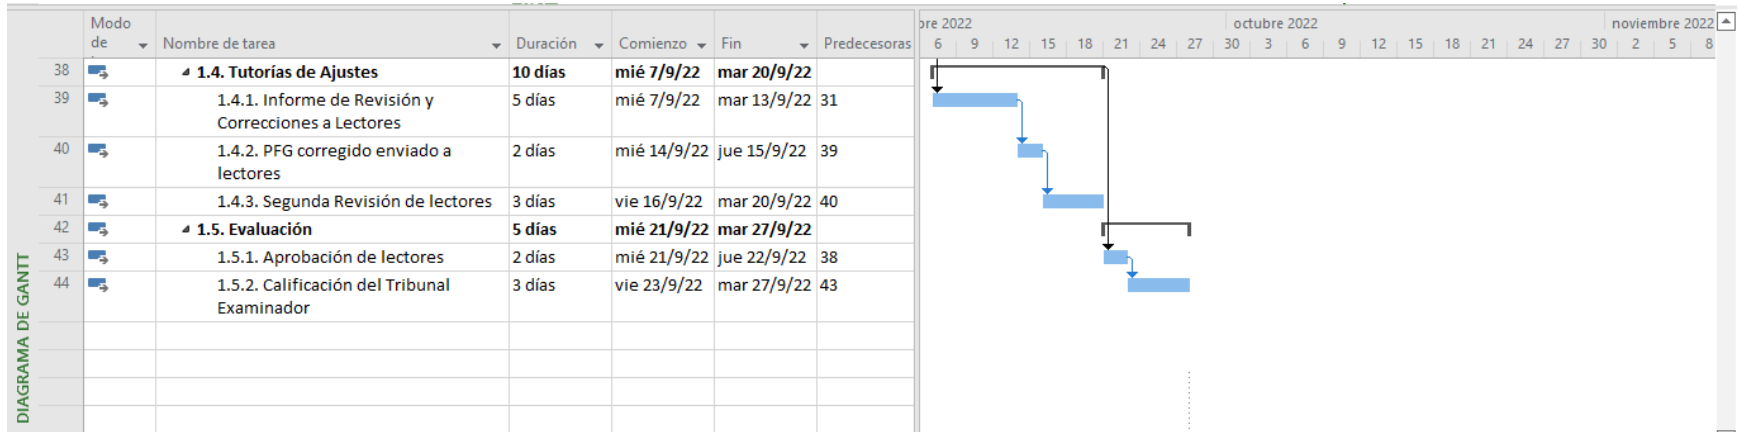 Modo
de
Nombre de tarea
Duración
Comienzo
Fin
Predecesoras
bre 2022
octubre 2022
noviembre 2022
6 9 12 15 18 21 24 27 30 3 6 9 12 15 18 21 24 27 30 2 5 8
38 1.4. Tutorías de Ajustes 10 días mié 7/9/22 mar 20/9/22
39 1.4.1. Informe de Revisión y 5 días mié 7/9/22 mar 13/9/22 31
Correcciones a Lectores
40 1.4.2. PFG corregido enviado a 2 días mié 14/9/22 jue 15/9/22 39
lectores
41 1.4.3. Segunda Revisión de lectores 3 días vie 16/9/22 mar 20/9/22 40
42 1.5. Evaluación 5 días mié 21/9/22 mar 27/9/22
43 1.5.1. Aprobación de lectores 2 días mié 21/9/22 jue 22/9/22 38
44 1.5.2. Calificación del Tribunal 3 días vie 23/9/22 mar 27/9/22 43
Examinador
DIAGRAMA DE GANTT